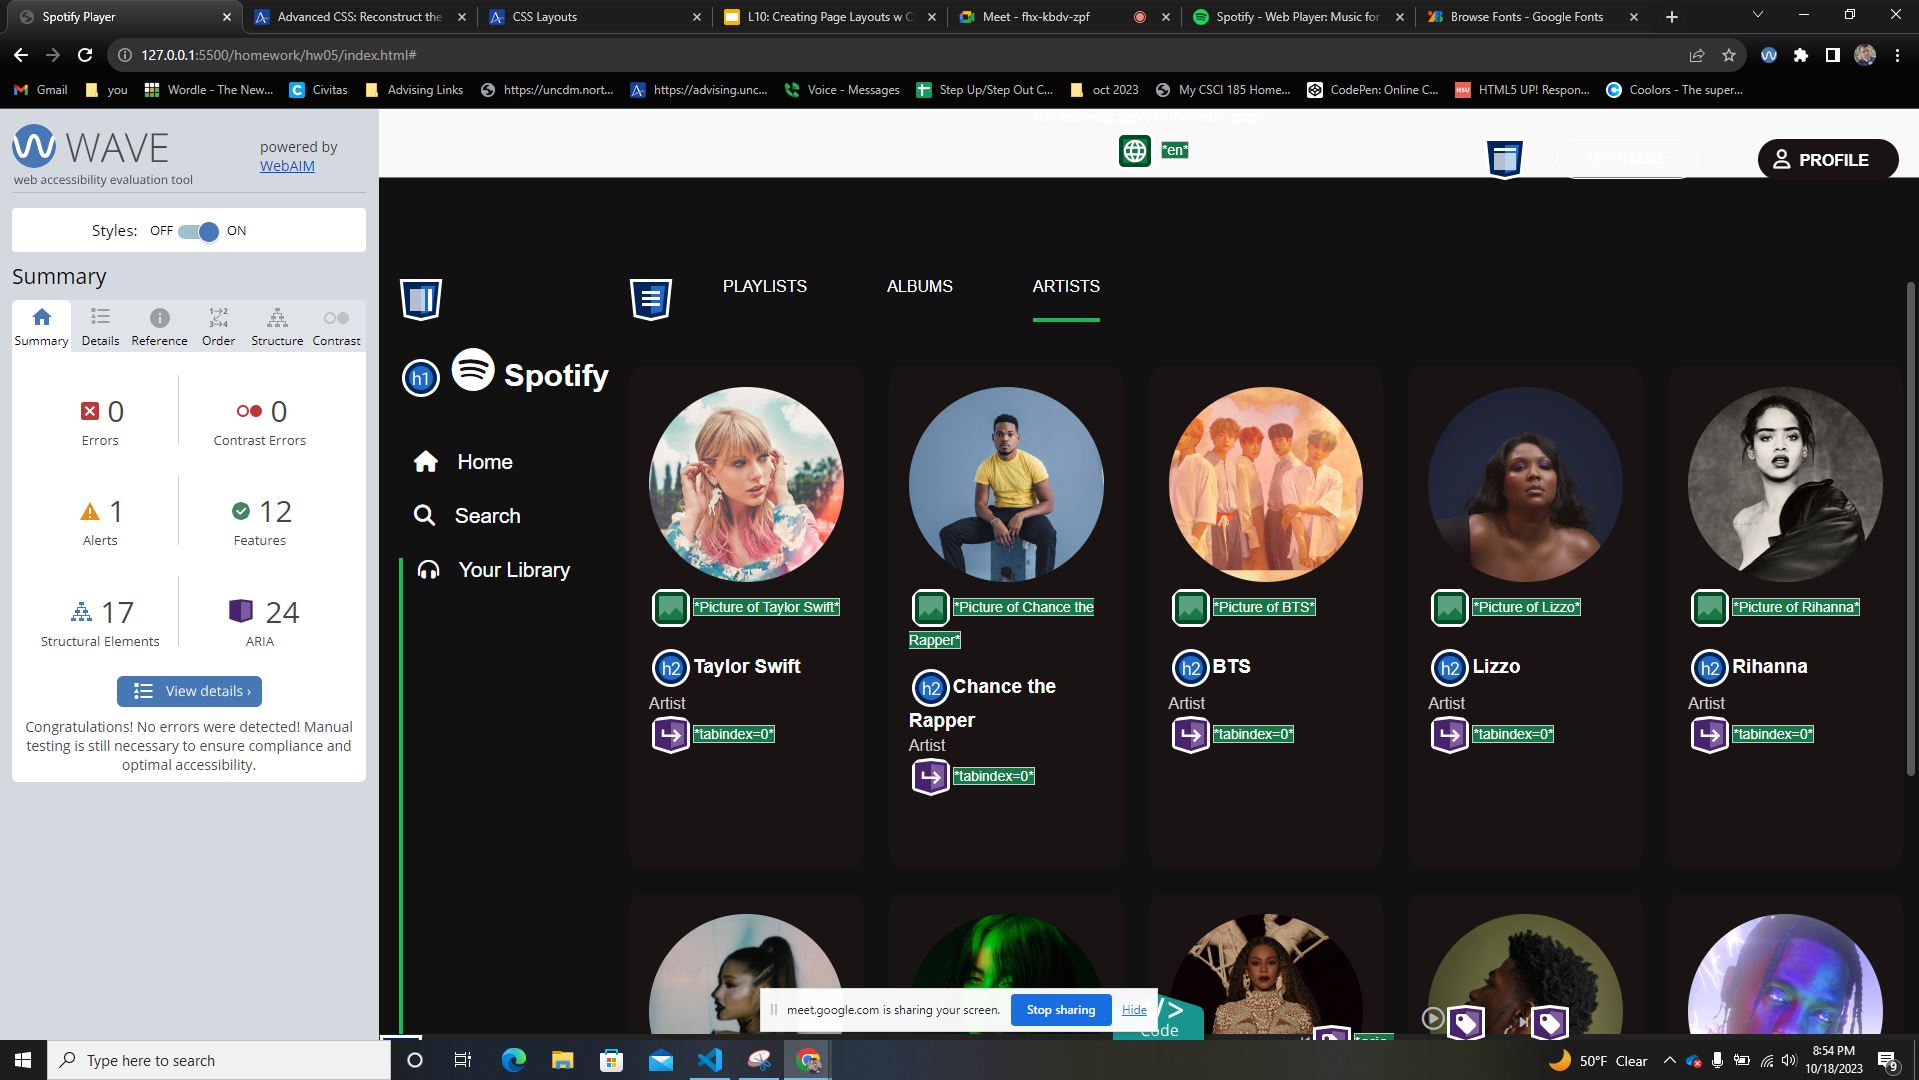 Spotify Player
Advanced CSS: Reconstruct the
CSS Layouts
L10: Creating Page Layouts w C
Meet - fhx-kbdv-zpf
Spotify - Web Player: Music for
Browse Fonts - Google Fonts
127.0.0.1:5500/homework/hw05/index.html#
Gmail
you
Wordle - The New...
Civitas
Advising Links
https://uncdm.nort...
https://advising.unc...
Voice - Messages
Step Up/Step Out C...
oct 2023
My CSCI 185 Home...
CodePen: Online C...
HTML5 UP! Respon...
Coolors - The super...
WAVE
powered by
WebAIM
web accessibility evaluation tool
Styles: OFF ON
Summary
Summary Details Reference Order Structure Contrast
0
Errors
0
Contrast Errors
1
Alerts
12
Features
17
Structural Elements
24
ARIA
View details ›
Congratulations! No errors were detected! Manual
testing is still necessary to ensure compliance and
optimal accessibility.
The following apply to the entire page:
*en*
UPGRADE
PROFILE
PLAYLISTS
ALBUMS
ARTISTS
h1 Spotify
Home
Search
Your Library
*Picture of Taylor Swift*
h2 Taylor Swift
Artist
*tabindex=0*
*Picture of Chance the
Rapper*
h2 Chance the
Rapper
Artist
*tabindex=0*
*Picture of BTS*
h2 BTS
Artist
*tabindex=0*
*Picture of Lizzo*
h2 Lizzo
Artist
*tabindex=0*
*Picture of Rihanna*
h2 Rihanna
Artist
*tabindex=0*
meet.google.com is sharing your screen.
Stop sharing
Hide
</>
Code
Type here to search
50°F Clear
8:54 PM
10/18/2023
9